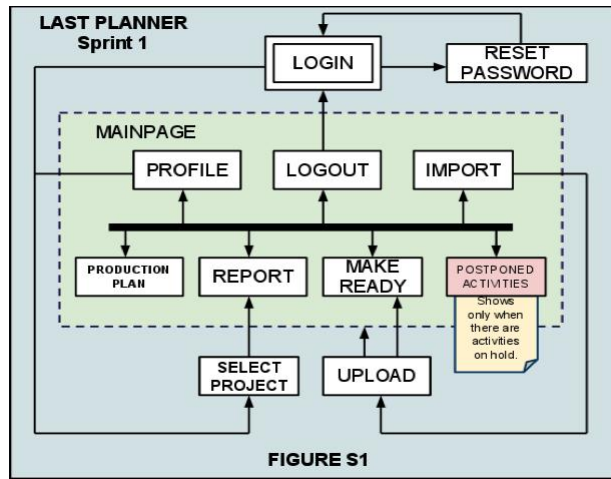 LAST PLANNER
Sprint 1
LOGIN
RESET
PASSWORD
MAINPAGE
PROFILE
LOGOUT
IMPORT
PRODUCTION
PLAN
REPORT
MAKE
READY
POSTPONED
ACTIVITIES
Shows
only when
there are
activities
on hold.
SELECT
PROJECT
UPLOAD
FIGURE S1